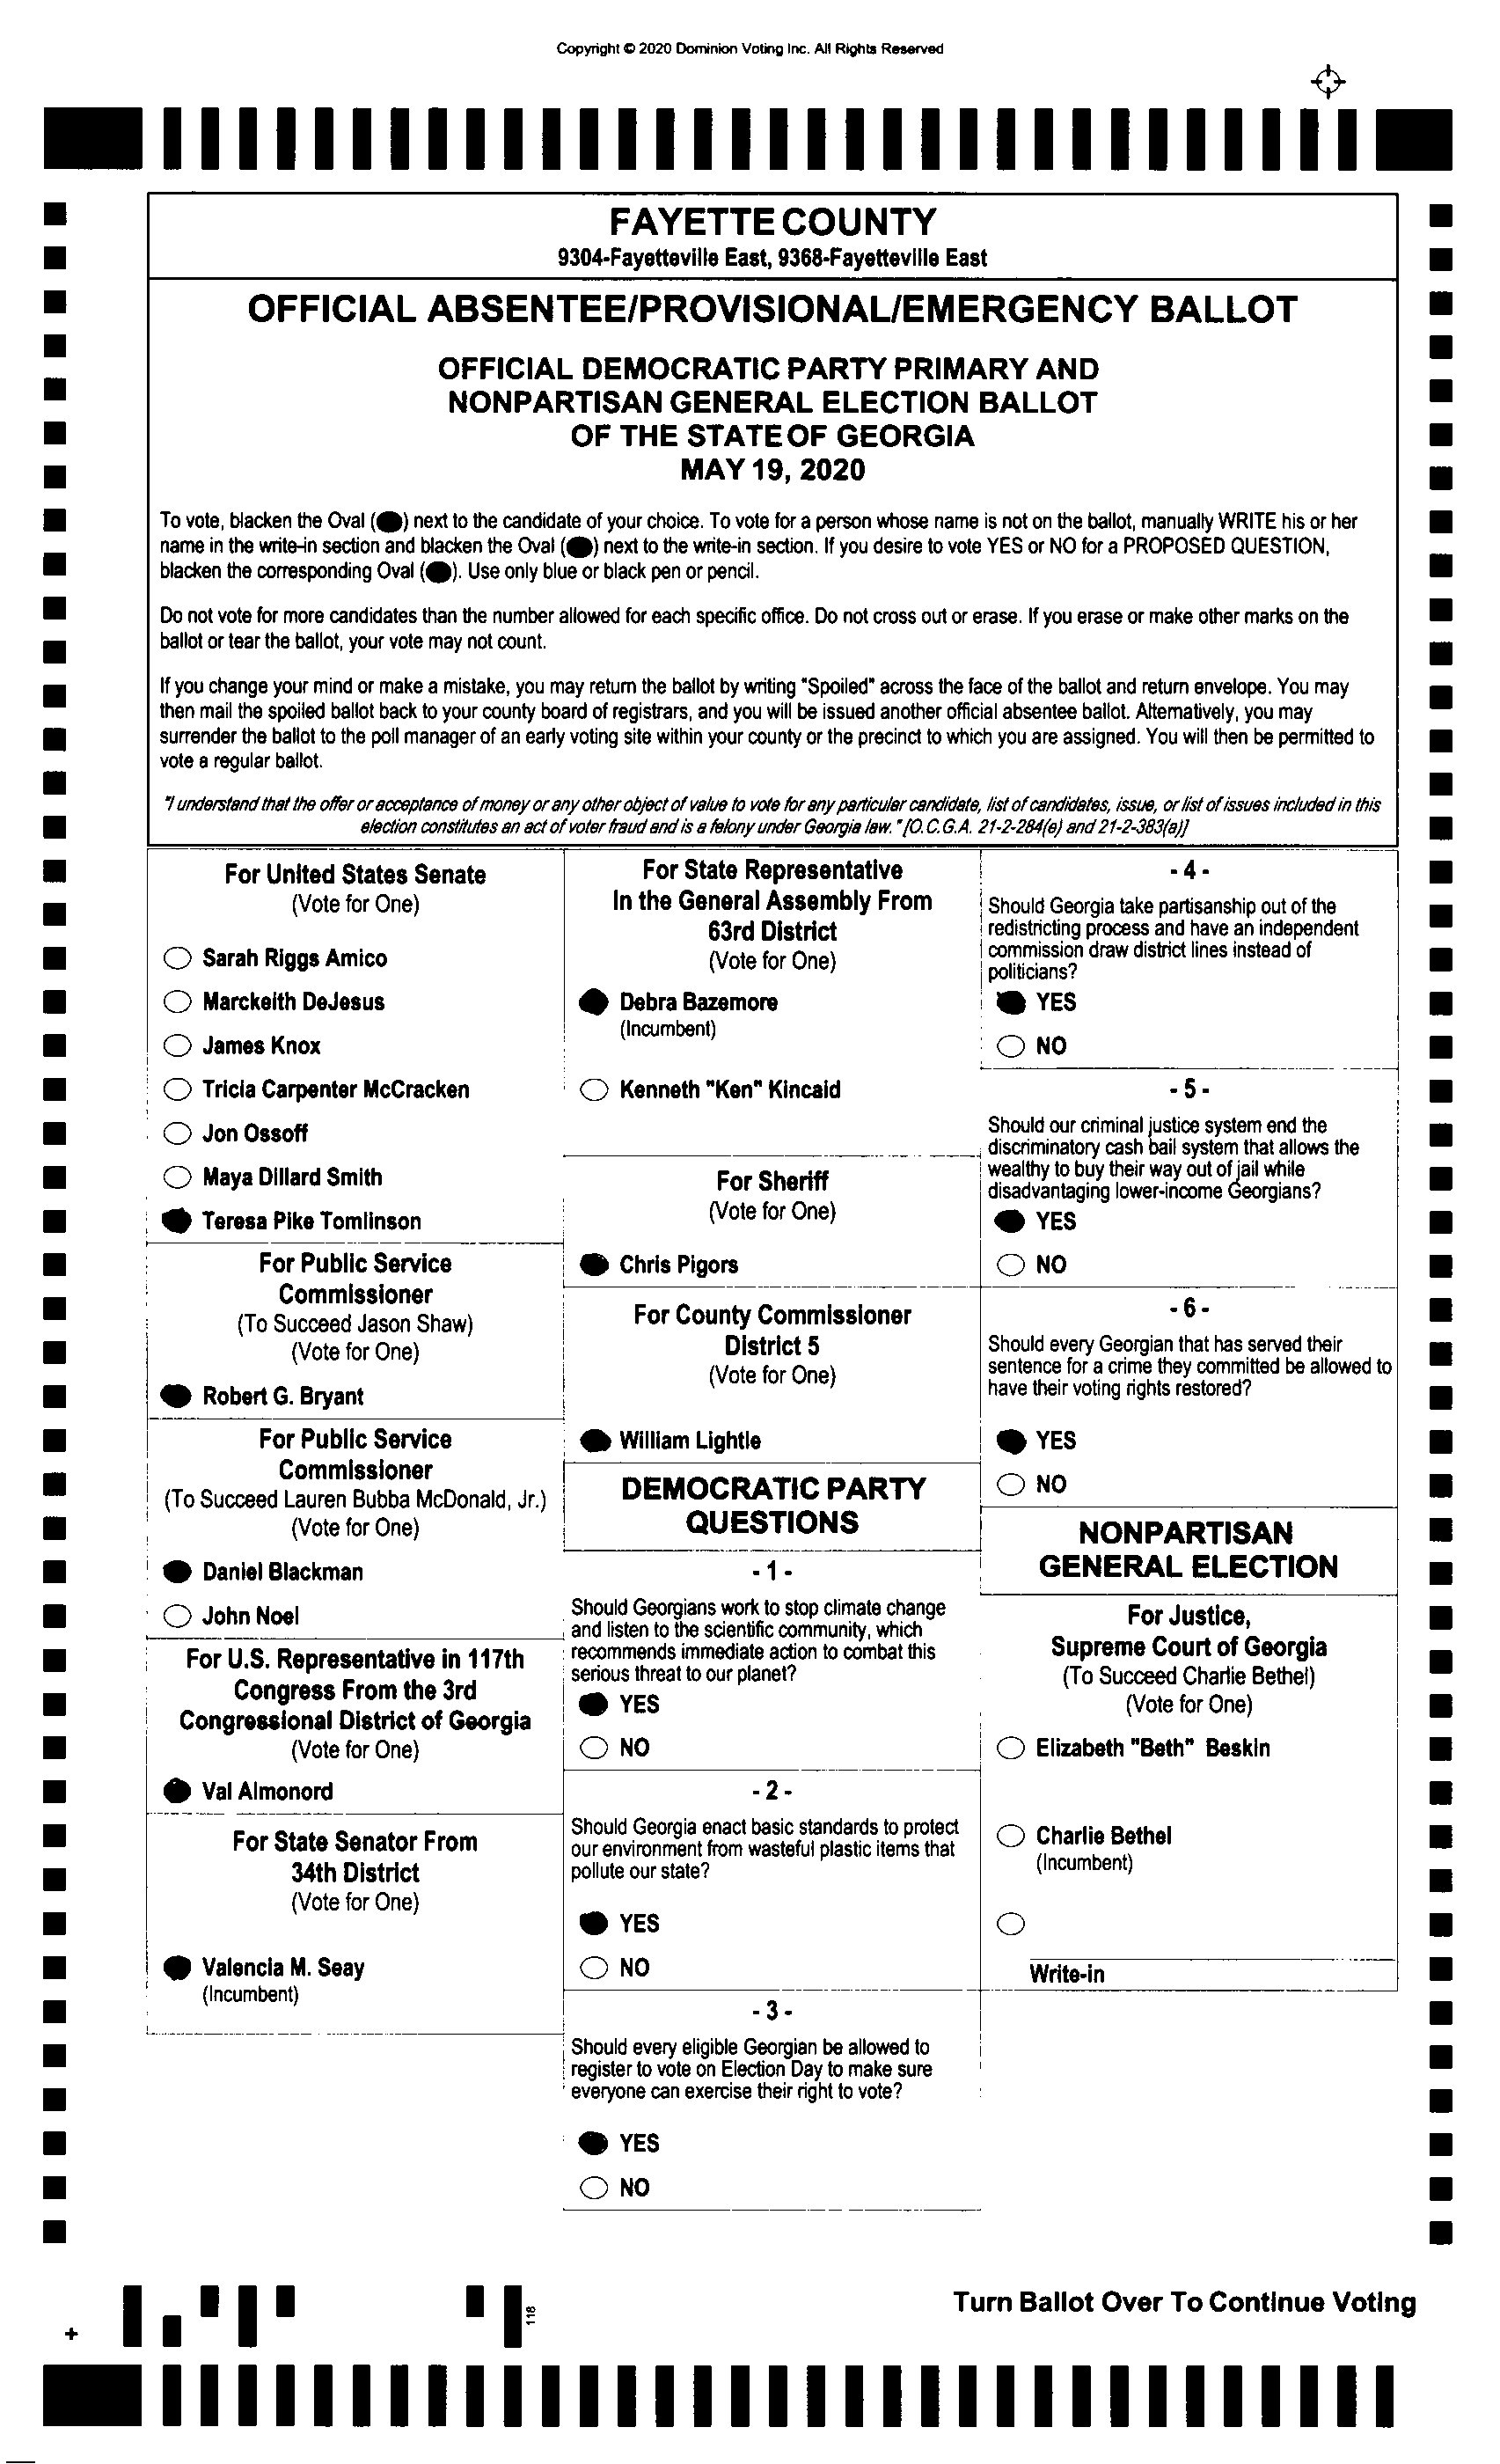 Copyright © 2020 Dominion Voting Inc. All Rights Reserved
FAYETTE COUNTY
9304-Fayetteville East, 9368-Fayetteville East
OFFICIAL ABSENTEE/PROVISIONAL/EMERGENCY BALLOT
OFFICIAL DEMOCRATIC PARTY PRIMARY AND
NONPARTISAN GENERAL ELECTION BALLOT
OF THE STATE OF GEORGIA
MAY 19, 2020
To vote, blacken the Oval ( ) next to the candidate of your choice. To vote for a person whose name is not on the ballot, manually WRITE his or her
name in the write-in section and blacken the Oval ( ) next to the write-in section. If you desire to vote YES or NO for a PROPOSED QUESTION,
blacken the corresponding Oval ( ). Use only blue or black pen or pencil.
Do not vote for more candidates than the number allowed for each specific office. Do not cross out or erase. If you erase or make other marks on the
ballot or tear the ballot, your vote may not count.
If you change your mind or make a mistake, you may return the ballot by writing "Spoiled" across the face of the ballot and return envelope. You may
then mail the spoiled ballot back to your county board of registrars, and you will be issued another official absentee ballot. Alternatively, you may
surrender the ballot to the poll manager of an early voting site within your county or the precinct to which you are assigned. You will then be permitted to
vote a regular ballot.
"I understand that the offer or acceptance of money or any other object of value to vote for any particular candidate, list of candidates, issue, or list of issues included in this
election constitutes an act of voter fraud and is a felony under Georgia law. "[O.C.G.A. 21-2-284(e) and 21-2-383(a)]
For United States Senate
(Vote for One)
Sarah Riggs Amico
Marckeith DeJesus
James Knox
Tricia Carpenter McCracken
Jon Ossoff
Maya Dillard Smith
Teresa Pike Tomlinson
For Public Service
Commissioner
(To Succeed Jason Shaw)
(Vote for One)
Robert G. Bryant
For Public Service
Commissioner
(To Succeed Lauren Bubba McDonald, Jr.)
(Vote for One)
Daniel Blackman
John Noel
For U.S. Representative in 117th
Congress From the 3rd
Congressional District of Georgia
(Vote for One)
Val Almonord
For State Senator From
34th District
(Vote for One)
Valencia M. Seay
(Incumbent)
For State Representative
In the General Assembly From
63rd District
(Vote for One)
Debra Bazemore
(Incumbent)
Kenneth "Ken" Kincaid
For Sheriff
(Vote for One)
Chris Pigors
For County Commissioner
District 5
(Vote for One)
William Lightle
DEMOCRATIC PARTY
QUESTIONS
- 1 -
Should Georgians work to stop climate change
and listen to the scientific community, which
recommends immediate action to combat this
serious threat to our planet?
YES
NO
- 2 -
Should Georgia enact basic standards to protect
our environment from wasteful plastic items that
pollute our state?
YES
NO
- 3 -
Should every eligible Georgian be allowed to
register to vote on Election Day to make sure
everyone can exercise their right to vote?
YES
NO
- 4 -
Should Georgia take partisanship out of the
redistricting process and have an independent
commission draw district lines instead of
politicians?
YES
NO
- 5 -
Should our criminal justice system end the
discriminatory cash bail system that allows the
wealthy to buy their way out of jail while
disadvantaging lower-income Georgians?
YES
NO
- 6 -
Should every Georgian that has served their
sentence for a crime they committed be allowed to
have their voting rights restored?
YES
NO
NONPARTISAN
GENERAL ELECTION
For Justice,
Supreme Court of Georgia
(To Succeed Charlie Bethel)
(Vote for One)
Elizabeth "Beth" Beskin
Charlie Bethel
(Incumbent)
Write-in
118
Turn Ballot Over To Continue Voting